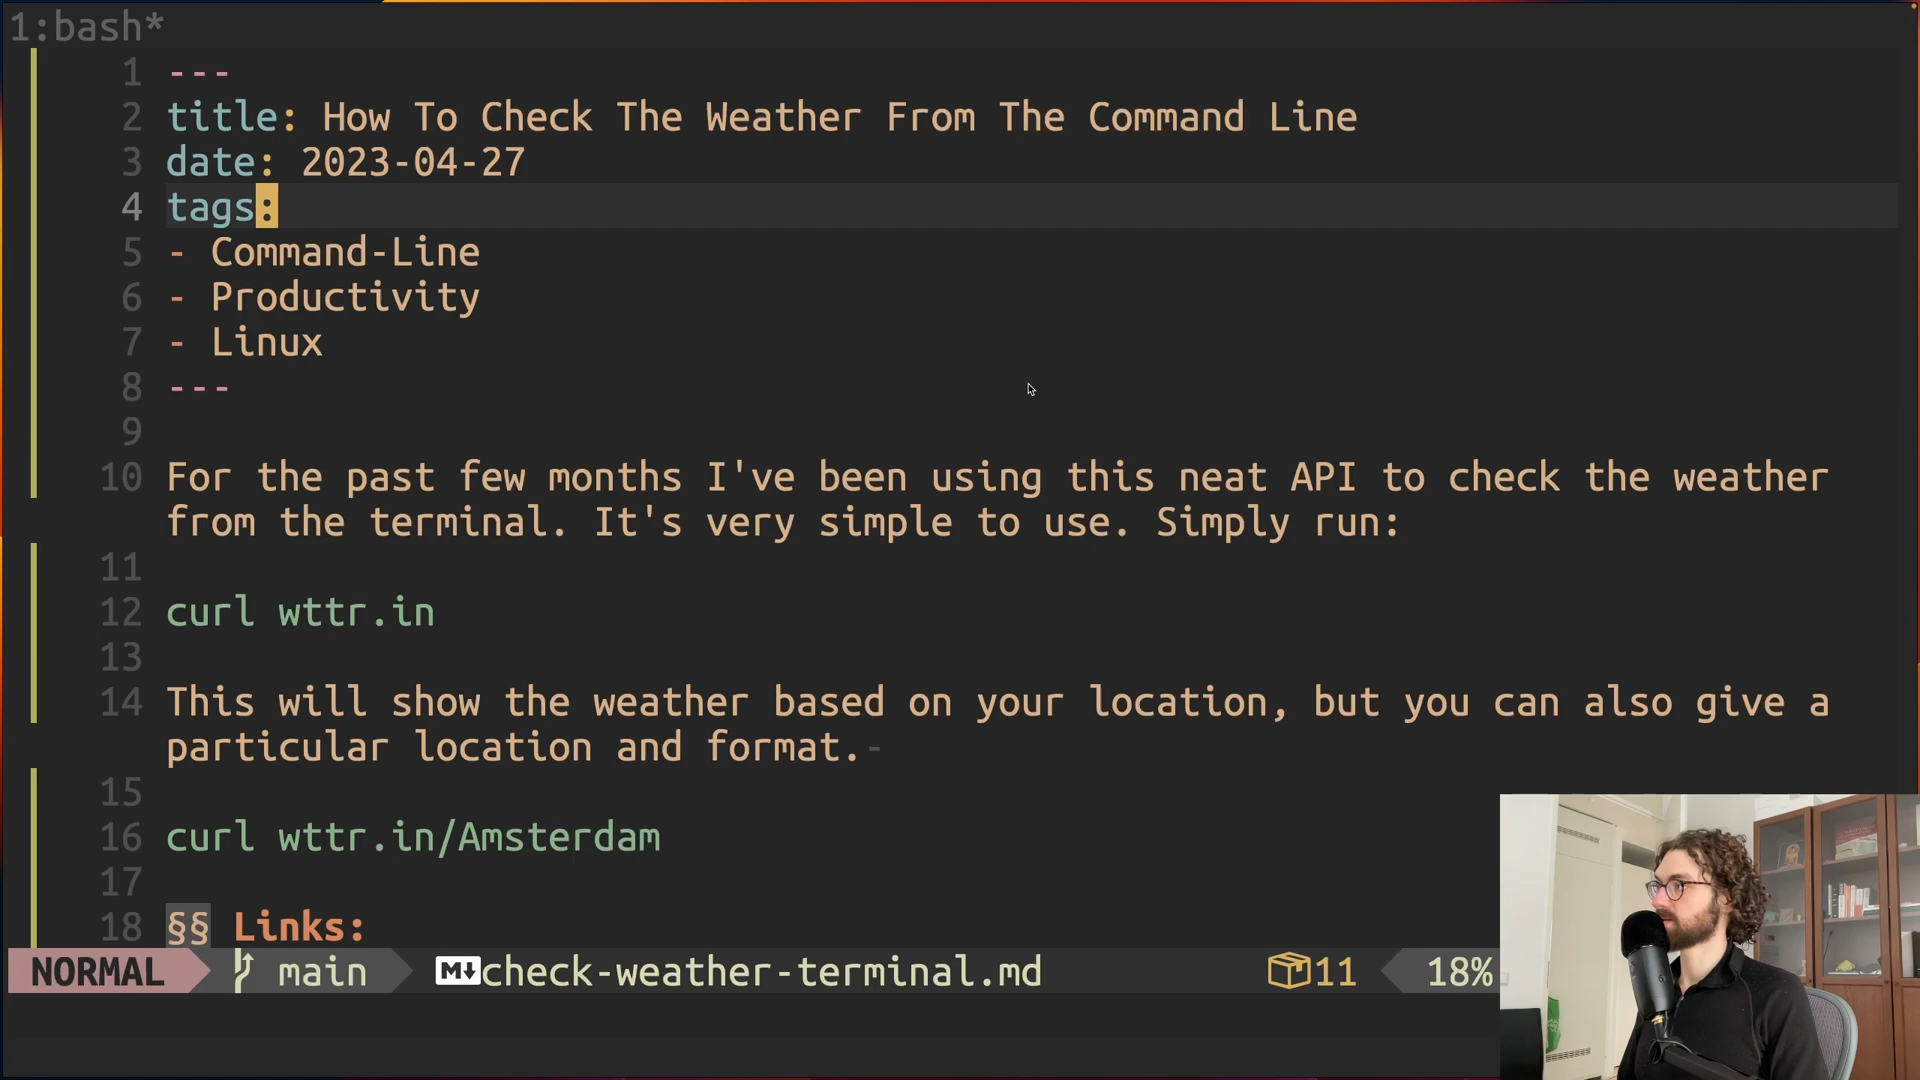 1:bash*
1 ---
2 title: How To Check The Weather From The Command Line
3 date: 2023-04-27
4 tags:
5 - Command-Line
6 - Productivity
7 - Linux
8 ---
9
10 For the past few months I've been using this neat API to check the weather
from the terminal. It's very simple to use. Simply run:
11
12 curl wttr.in
13
14 This will show the weather based on your location, but you can also give a
particular location and format.-
15
16 curl wttr.in/Amsterdam
17
18 §§ Links:
NORMAL main M↓check-weather-terminal.md 11 18%